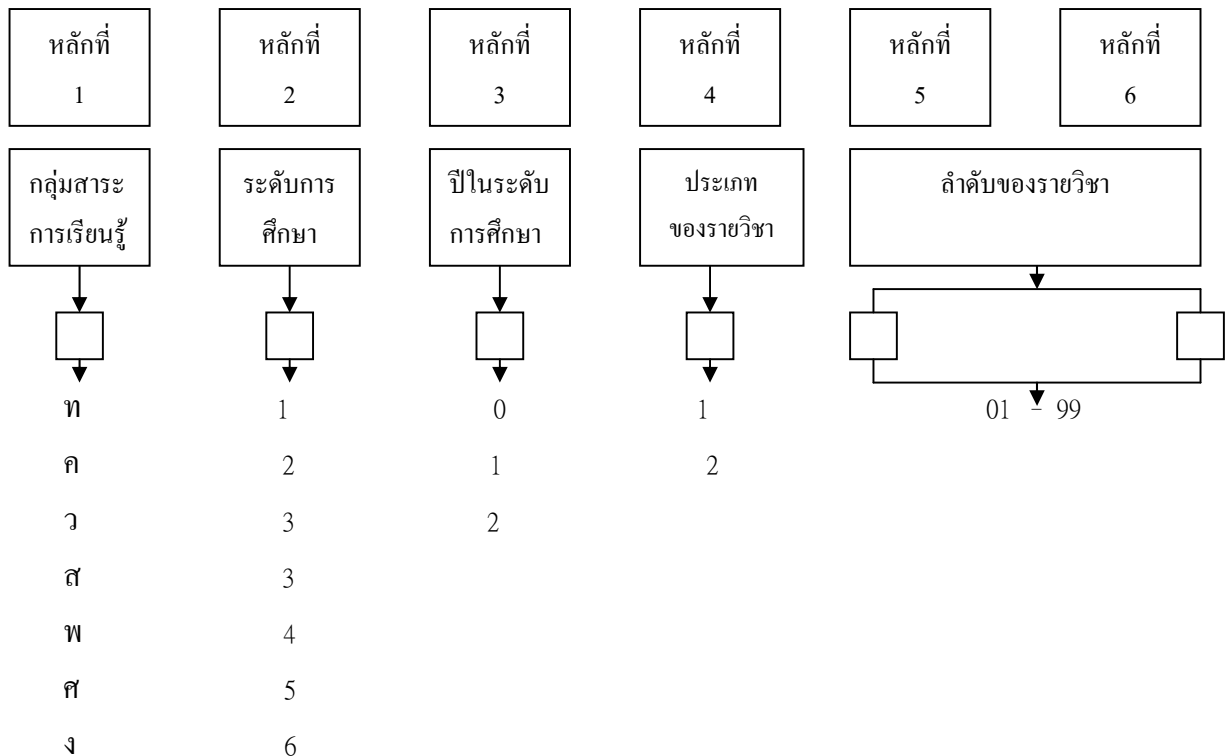 หลักที่ หลักที่ หลักที่ หลักที่ หลักที่ หลักที่
1 2 3 4 5 6
กลุ่มสาระ ระดับการ ปีในระดับ ประเภท ลำดับของรายวิชา
การเรียนรู้ ศึกษา การศึกษา ของรายวิชา
ท 1 0 1 01 - 99
ค 2 1 2
ว 3 2
ส 3
พ 4
ศ 5
ง 6